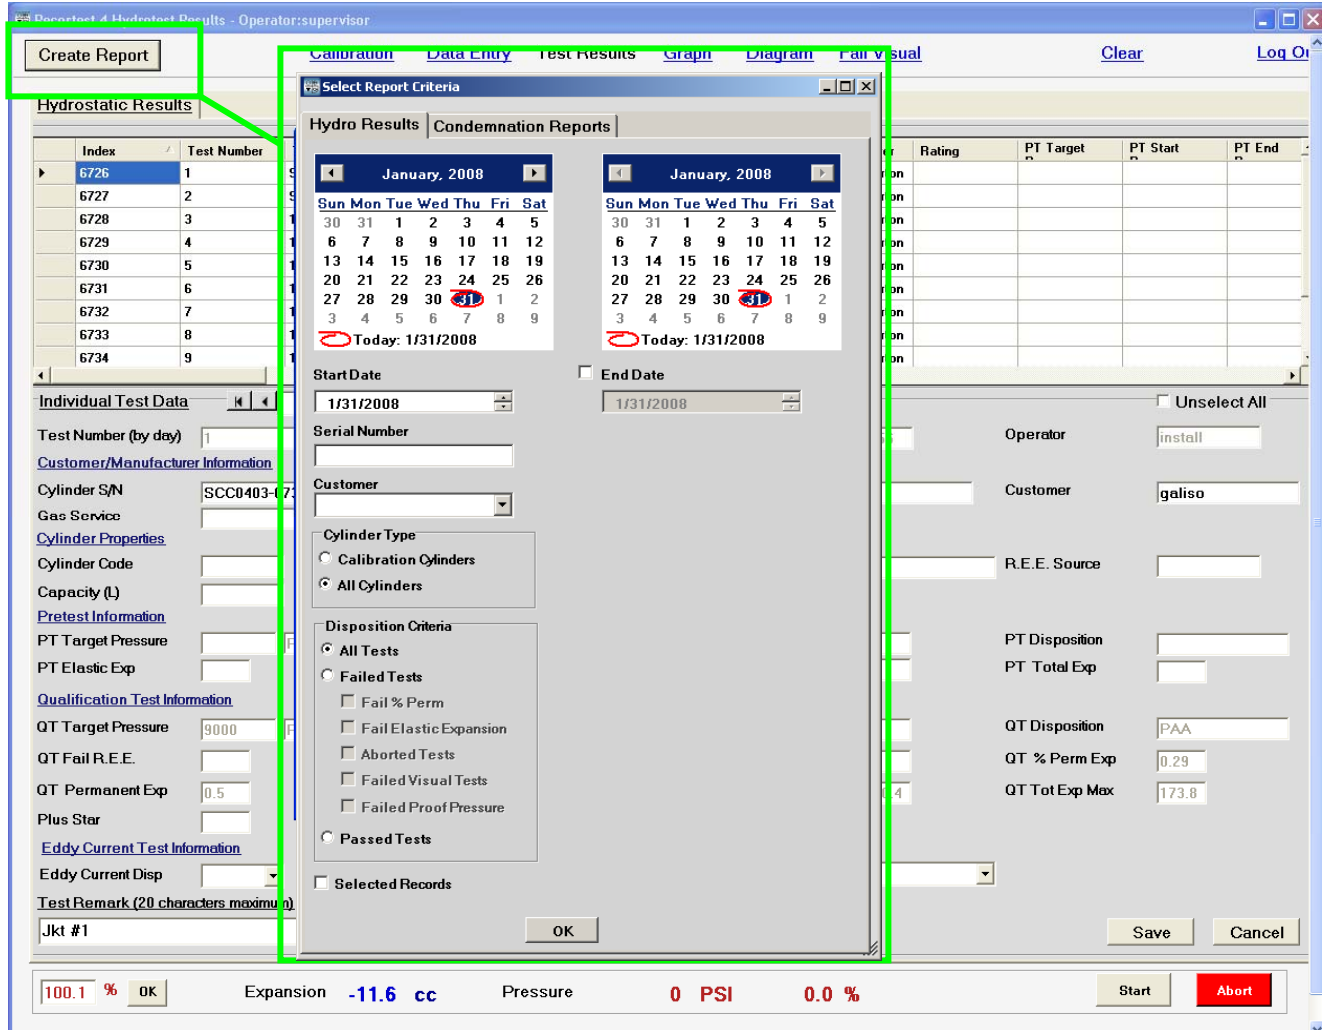 Recortest 4 Hydrotest Results - Operator:supervisor
Create Report
Calibration Data Entry Test Results Graph Diagram Fail Visual Clear Log
Select Report Criteria
Hydrostatic Results
Hydro Results Condemnation Reports
Index Test Number Rating PT Target PT Start PT End
January, 2008 January, 2008
Sun Mon Tue Wed Thu Fri Sat Sun Mon Tue Wed Thu Fri Sat
30 31 1 2 3 4 5 30 31 1 2 3 4 5
6 7 8 9 10 11 12 6 7 8 9 10 11 12
13 14 15 16 17 18 19 13 14 15 16 17 18 19
20 21 22 23 24 25 26 20 21 22 23 24 25 26
27 28 29 30 31 1 2 27 28 29 30 31 1 2
3 4 5 6 7 8 9 3 4 5 6 7 8 9
Today: 1/31/2008 Today: 1/31/2008
6726 1
6727 2
6728 3
6729 4
6730 5
6731 6
6732 7
6733 8
6734 9
Start Date End Date
1/31/2008 1/31/2008
Serial Number
Customer
Cylinder Type
Calibration Cylinders
All Cylinders
Disposition Criteria
All Tests
Failed Tests
Fail % Perm
Fail Elastic Expansion
Aborted Tests
Failed Visual Tests
Failed Proof Pressure
Passed Tests
Selected Records
OK
Individual Test Data Unselect All
Test Number (by day) 1 Operator install
Customer/Manufacturer Information
Cylinder S/N SCC0403-073 Customer galiso
Gas Service
Cylinder Properties
Cylinder Code R.E.E. Source
Capacity (L)
Pretest Information
PT Target Pressure PT Disposition
PT Elastic Exp PT Total Exp
Qualification Test Information
QT Target Pressure 9000 QT Disposition PAA
QT Fail R.E.E. QT % Perm Exp 0.29
QT Permanent Exp 0.5 QT Tot Exp Max 173.8
Plus Star
Eddy Current Test Information
Eddy Current Disp
Test Remark (20 characters maximum)
Jkt #1 Save Cancel
100.1 % OK Expansion -11.6 cc Pressure 0 PSI 0.0 % Start Abort